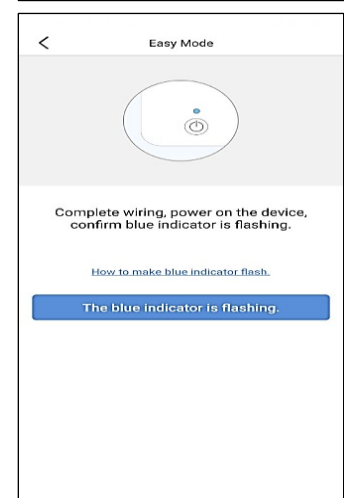 Easy Mode
Complete wiring, power on the device,
confirm blue indicator is flashing.
How to make blue indicator flash.
The blue indicator is flashing.